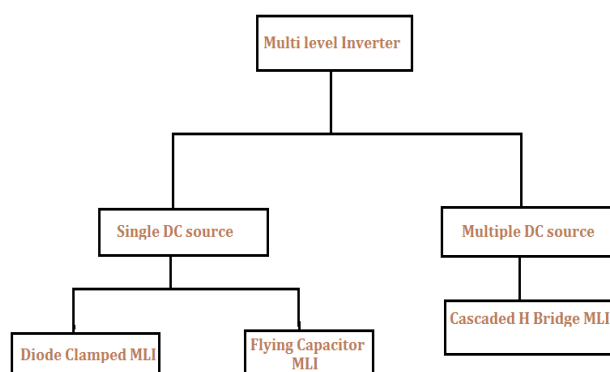 Multi level Inverter
Single DC source
Multiple DC source
Diode Clamped MLI
Flying Capacitor
MLI
Cascaded H Bridge MLI